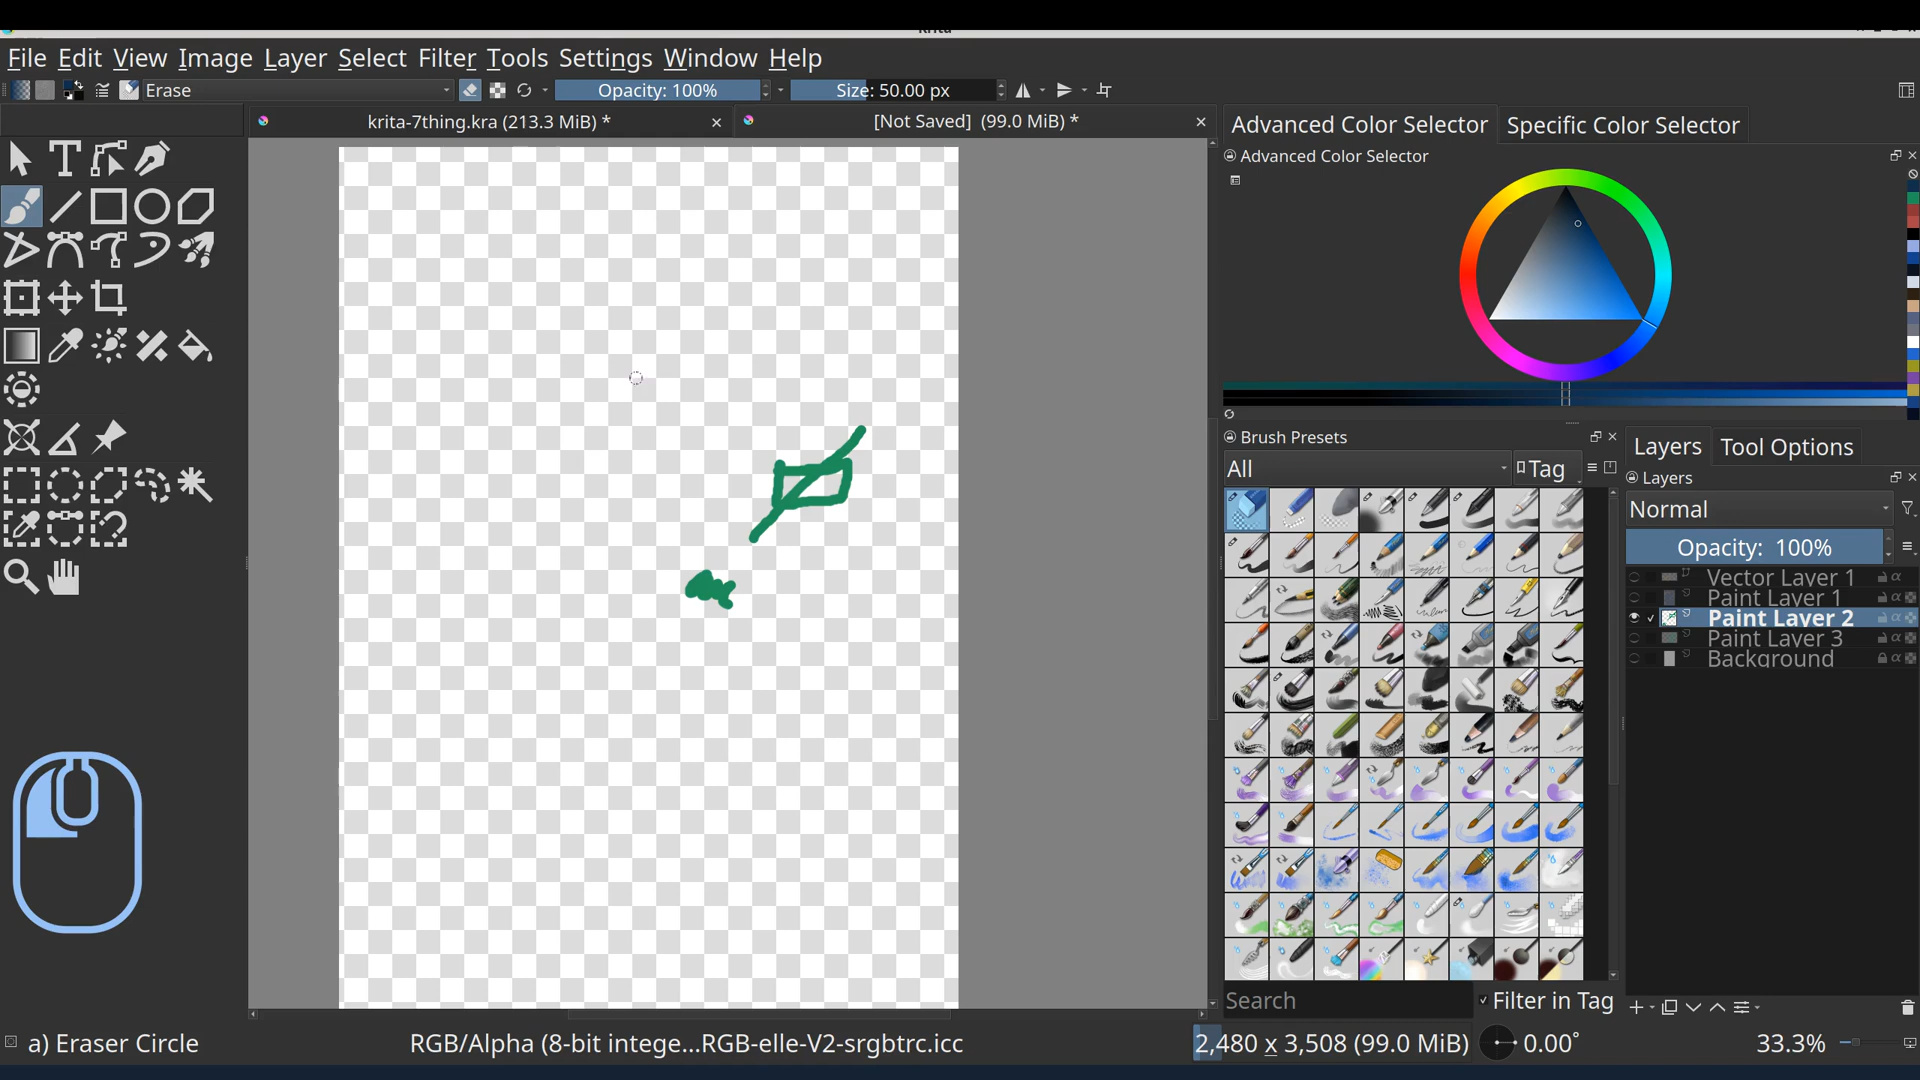 krita
File Edit View Image Layer Select Filter Tools Settings Window Help
Erase Opacity: 100% Size: 50.00 px
krita-7thing.kra (213.3 MiB) * [Not Saved] (99.0 MiB) *
Advanced Color Selector Specific Color Selector
Advanced Color Selector
Brush Presets
All Tag
Layers Tool Options
Layers
Normal
Opacity: 100%
Vector Layer 1
Paint Layer 1
Paint Layer 2
Paint Layer 3
Background
Search Filter in Tag
a) Eraser Circle RGB/Alpha (8-bit intege...RGB-elle-V2-srgbtrc.icc 2,480 x 3,508 (99.0 MiB) 0.00° 33.3%